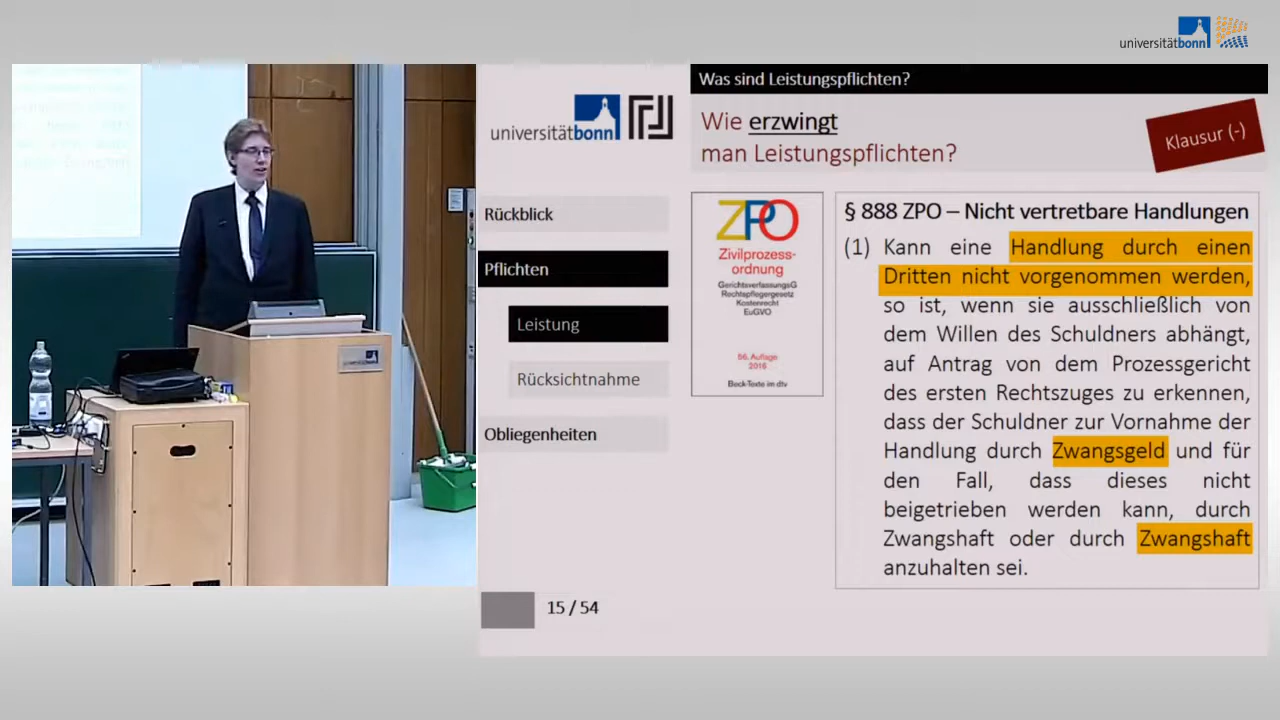 universitätbonn
Was sind Leistungspflichten?
universitätbonn
Wie erzwingt
man Leistungspflichten?
Klausur (-)
Rückblick
Pflichten
Leistung
Rücksichtnahme
Obliegenheiten
15 / 54
ZPO
Zivilprozess-
ordnung
GerichtsverfassungsG
Rechtspflegergesetz
Kostenrecht
EuGVO
56. Auflage
2016
Beck-Texte im dtv
§ 888 ZPO – Nicht vertretbare Handlungen
(1) Kann eine Handlung durch einen
Dritten nicht vorgenommen werden,
so ist, wenn sie ausschließlich von
dem Willen des Schuldners abhängt,
auf Antrag von dem Prozessgericht
des ersten Rechtszuges zu erkennen,
dass der Schuldner zur Vornahme der
Handlung durch Zwangsgeld und für
den Fall, dass dieses nicht
beigetrieben werden kann, durch
Zwangshaft oder durch Zwangshaft
anzuhalten sei.